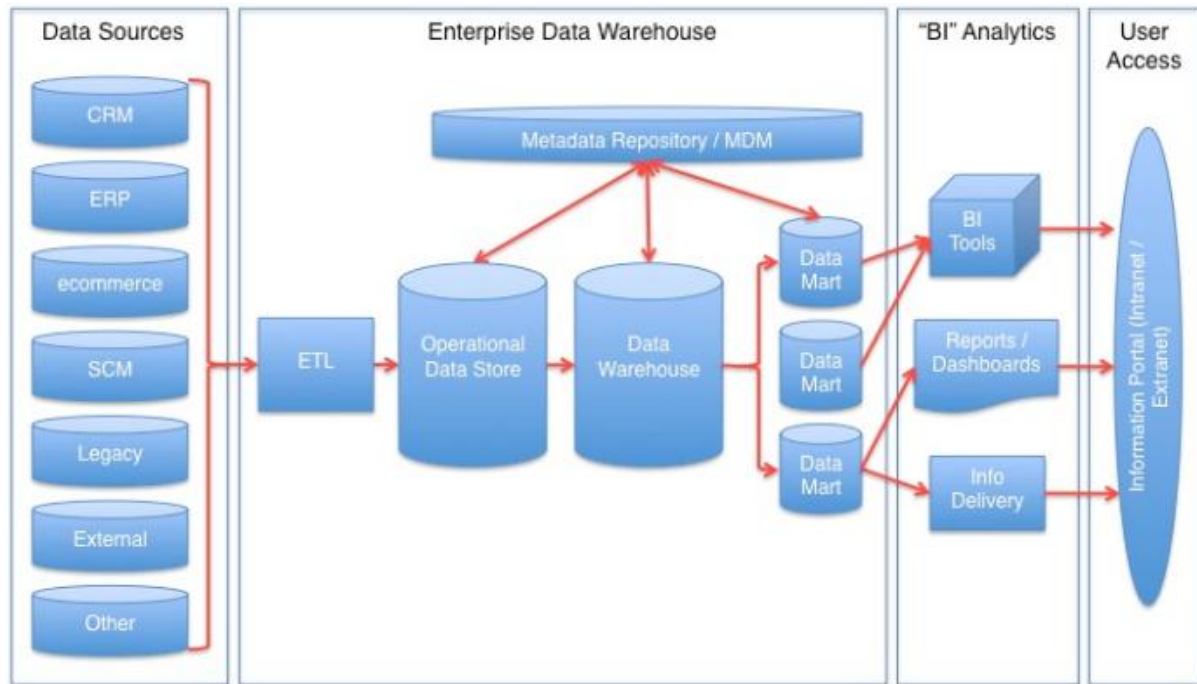 Data Sources
CRM
ERP
ecommerce
SCM
Legacy
External
Other
Enterprise Data Warehouse
Metadata Repository / MDM
ETL
Operational
Data Store
Data
Warehouse
Data
Mart
Data
Mart
Data
Mart
“BI” Analytics
BI
Tools
Reports /
Dashboards
Info
Delivery
User
Access
Information Portal (Intranet /
Extranet)